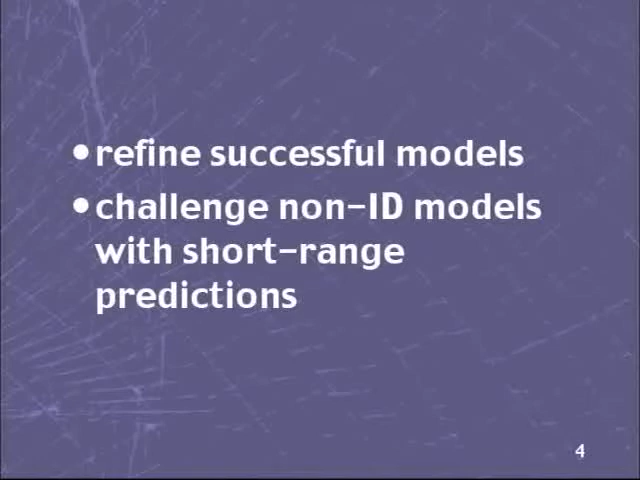 •refine successful models
•challenge non-ID models
with short-range
predictions
4